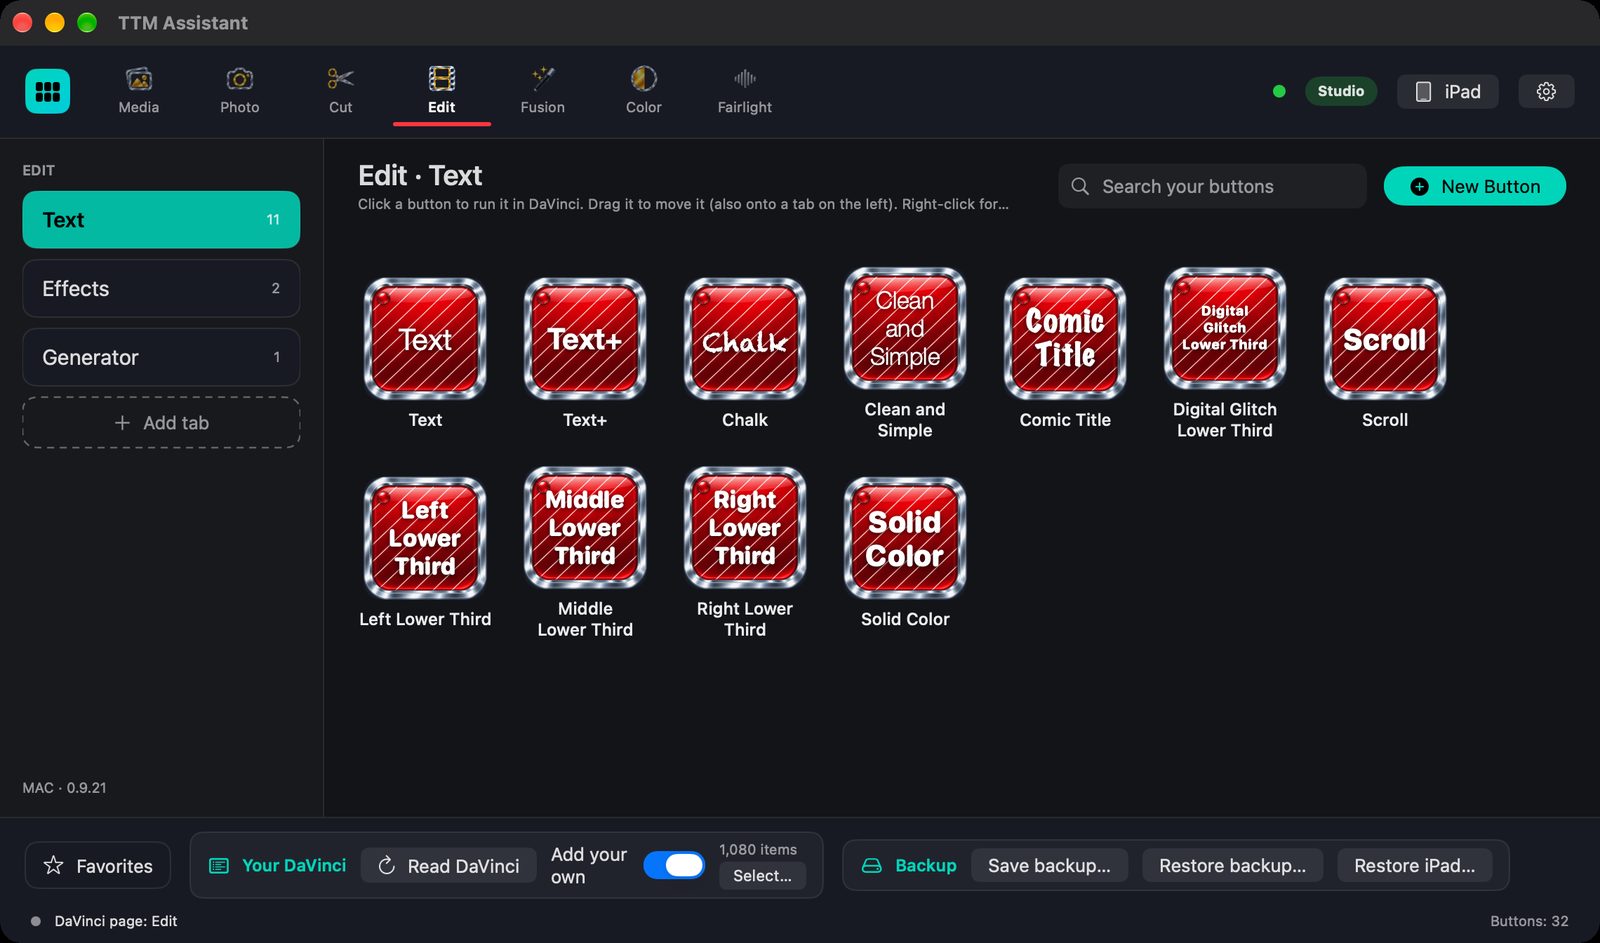 TTM Assistant
Media
Photo
Cut
Edit
Fusion
Color
Fairlight
Studio
iPad
EDIT
Text 11
Effects 2
Generator 1
Add tab
MAC · 0.9.21
Edit · Text
Click a button to run it in DaVinci. Drag it to move it (also onto a tab on the left). Right-click for...
Search your buttons
New Button
Text
Text
Text+
Text+
Chalk
Chalk
Clean
and
Simple
Clean and
Simple
Comic
Title
Comic Title
Digital
Glitch
Lower Third
Digital Glitch
Lower Third
Scroll
Scroll
Left
Lower
Third
Left Lower Third
Middle
Lower
Third
Middle
Lower Third
Right
Lower
Third
Right Lower
Third
Solid
Color
Solid Color
Favorites
Your DaVinci
Read DaVinci
Add your
own
1,080 items
Select...
Backup
Save backup...
Restore backup...
Restore iPad...
DaVinci page: Edit
Buttons: 32